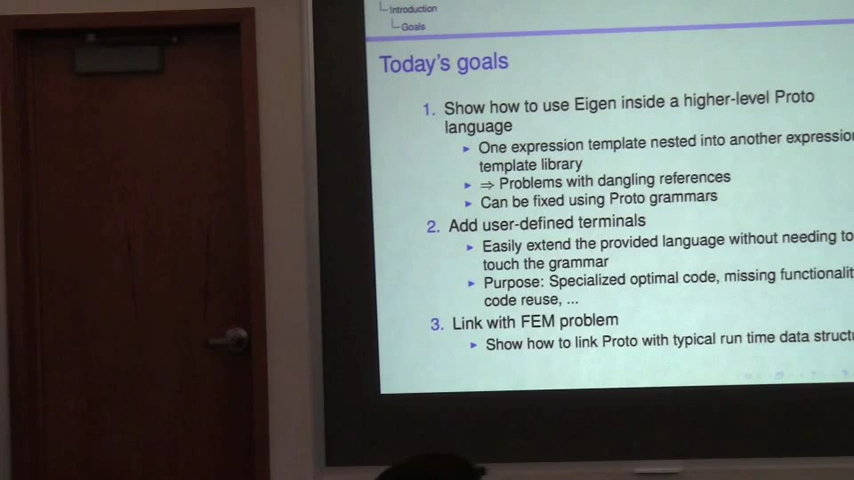 Introduction
Goals
Today's goals
1. Show how to use Eigen inside a higher-level Proto
language
► One expression template nested into another expression
template library
► ⇒ Problems with dangling references
► Can be fixed using Proto grammars
2. Add user-defined terminals
► Easily extend the provided language without needing to
touch the grammar
► Purpose: Specialized optimal code, missing functionalit
code reuse, ...
3. Link with FEM problem
► Show how to link Proto with typical run time data struct